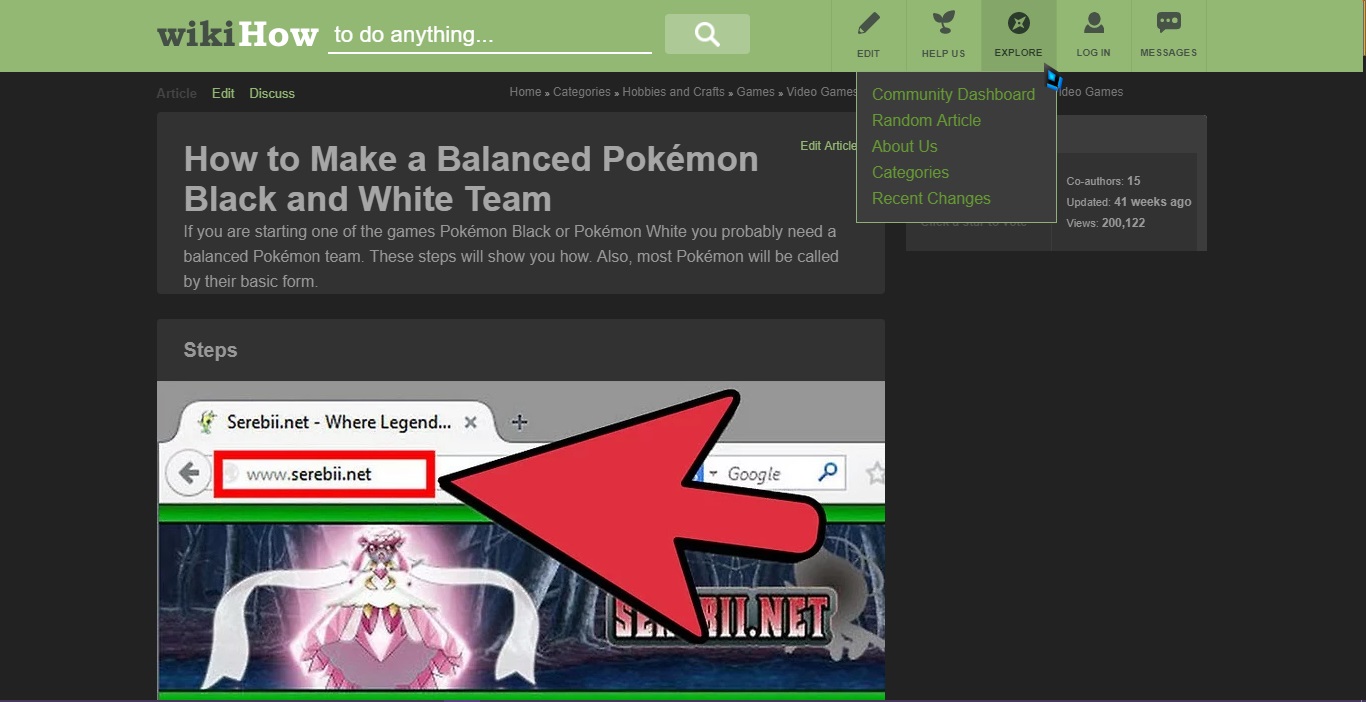 wikiHow to do anything...
EDIT
HELP US
EXPLORE
LOG IN
MESSAGES
Article Edit Discuss
Home » Categories » Hobbies and Crafts » Games » Video Games
Video Games
Community Dashboard
Random Article
About Us
Categories
Recent Changes
How to Make a Balanced Pokémon
Black and White Team
Edit Article
If you are starting one of the games Pokémon Black or Pokémon White you probably need a
balanced Pokémon team. These steps will show you how. Also, most Pokémon will be called
by their basic form.
Click a star to vote
Co-authors: 15
Updated: 41 weeks ago
Views: 200,122
Steps
Serebii.net - Where Legend...
www.serebii.net
Google
SEREBII.NET